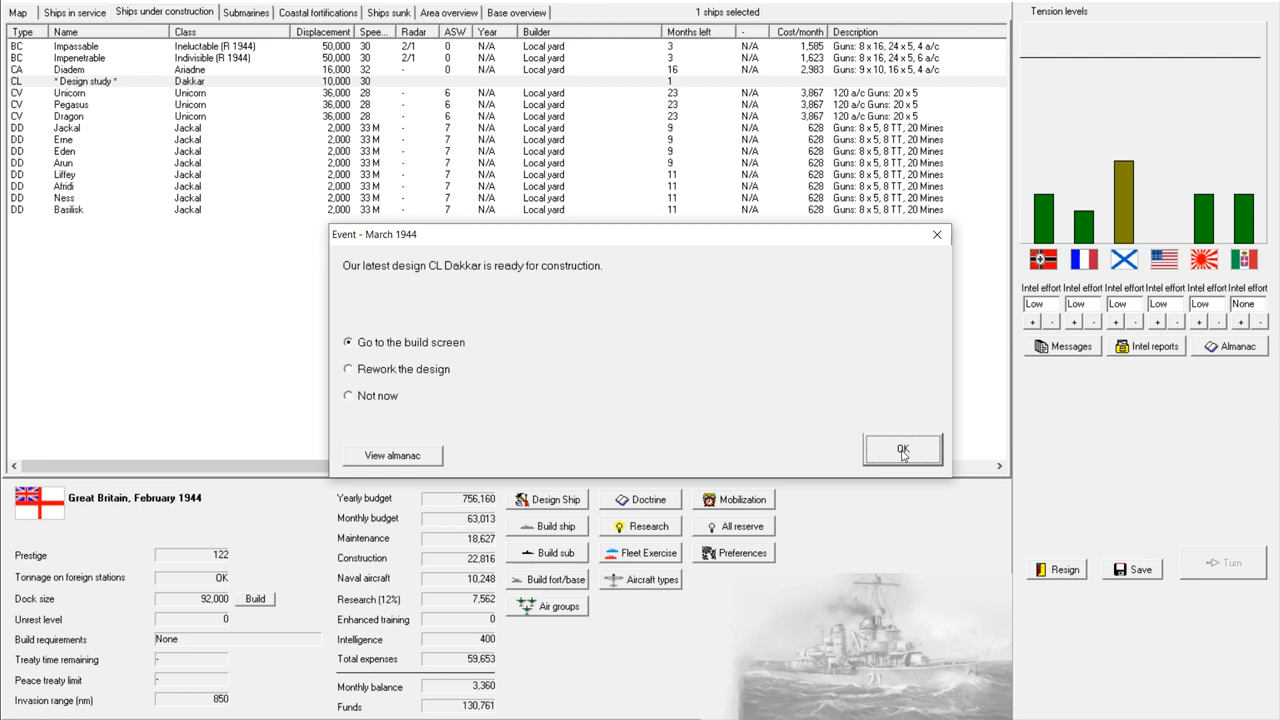 Map Ships in service Ships under construction Submarines Coastal fortifications Ships sunk Area overview Base overview 1 ships selected Tension levels
Type Name Class Displacement Spee... Radar ASW Year Builder Months left - Cost/month Description
BC Impassable Ineluctable (R 1944) 50,000 30 2/1 0 N/A Local yard 3 N/A 1,585 Guns: 8 x 16, 24 x 5, 4 a/c
BC Impenetrable Indivisible (R 1944) 50,000 30 2/1 0 N/A Local yard 3 N/A 1,623 Guns: 8 x 16, 24 x 5, 6 a/c
CA Diadem Ariadne 16,000 32 - 0 N/A Local yard 16 N/A 2,983 Guns: 9 x 10, 16 x 5, 4 a/c
CL * Design study * Dakkar 10,000 30 1
CV Unicorn Unicorn 36,000 28 - 6 N/A Local yard 23 N/A 3,867 120 a/c Guns: 20 x 5
CV Pegasus Unicorn 36,000 28 - 6 N/A Local yard 23 N/A 3,867 120 a/c Guns: 20 x 5
CV Dragon Unicorn 36,000 28 - 6 N/A Local yard 23 N/A 3,867 120 a/c Guns: 20 x 5
DD Jackal Jackal 2,000 33 M - 7 N/A Local yard 9 N/A 628 Guns: 8 x 5, 8 TT, 20 Mines
DD Erne Jackal 2,000 33 M - 7 N/A Local yard 9 N/A 628 Guns: 8 x 5, 8 TT, 20 Mines
DD Eden Jackal 2,000 33 M - 7 N/A Local yard 9 N/A 628 Guns: 8 x 5, 8 TT, 20 Mines
DD Arun Jackal 2,000 33 M - 7 N/A Local yard 9 N/A 628 Guns: 8 x 5, 8 TT, 20 Mines
DD Liffey Jackal 2,000 33 M - 7 N/A Local yard 11 N/A 628 Guns: 8 x 5, 8 TT, 20 Mines
DD Afridi Jackal 2,000 33 M - 7 N/A Local yard 11 N/A 628 Guns: 8 x 5, 8 TT, 20 Mines
DD Ness Jackal 2,000 33 M - 7 N/A Local yard 11 N/A 628 Guns: 8 x 5, 8 TT, 20 Mines
DD Basilisk Jackal 2,000 33 M - 7 N/A Local yard 11 N/A 628 Guns: 8 x 5, 8 TT, 20 Mines
Event - March 1944
Our latest design CL Dakkar is ready for construction.
Go to the build screen
Rework the design
Not now
View almanac OK
Intel effort Intel effort Intel effort Intel effort Intel effort Intel effort
Low Low Low Low Low None
+ - + - + - + - + - + -
Messages Intel reports Almanac
Great Britain, February 1944
Prestige 122
Tonnage on foreign stations OK
Dock size 92,000 Build
Unrest level 0
Build requirements None
Treaty time remaining -
Peace treaty limit -
Invasion range (nm) 850
Yearly budget 756,160
Monthly budget 63,013
Maintenance 18,627
Construction 22,816
Naval aircraft 10,248
Research (12%) 7,562
Enhanced training 0
Intelligence 400
Total expenses 59,653
Monthly balance 3,360
Funds 130,761
Design Ship Doctrine Mobilization
Build ship Research All reserve
Build sub Fleet Exercise Preferences
Build fort/base Aircraft types
Air groups
Resign Save Turn
21